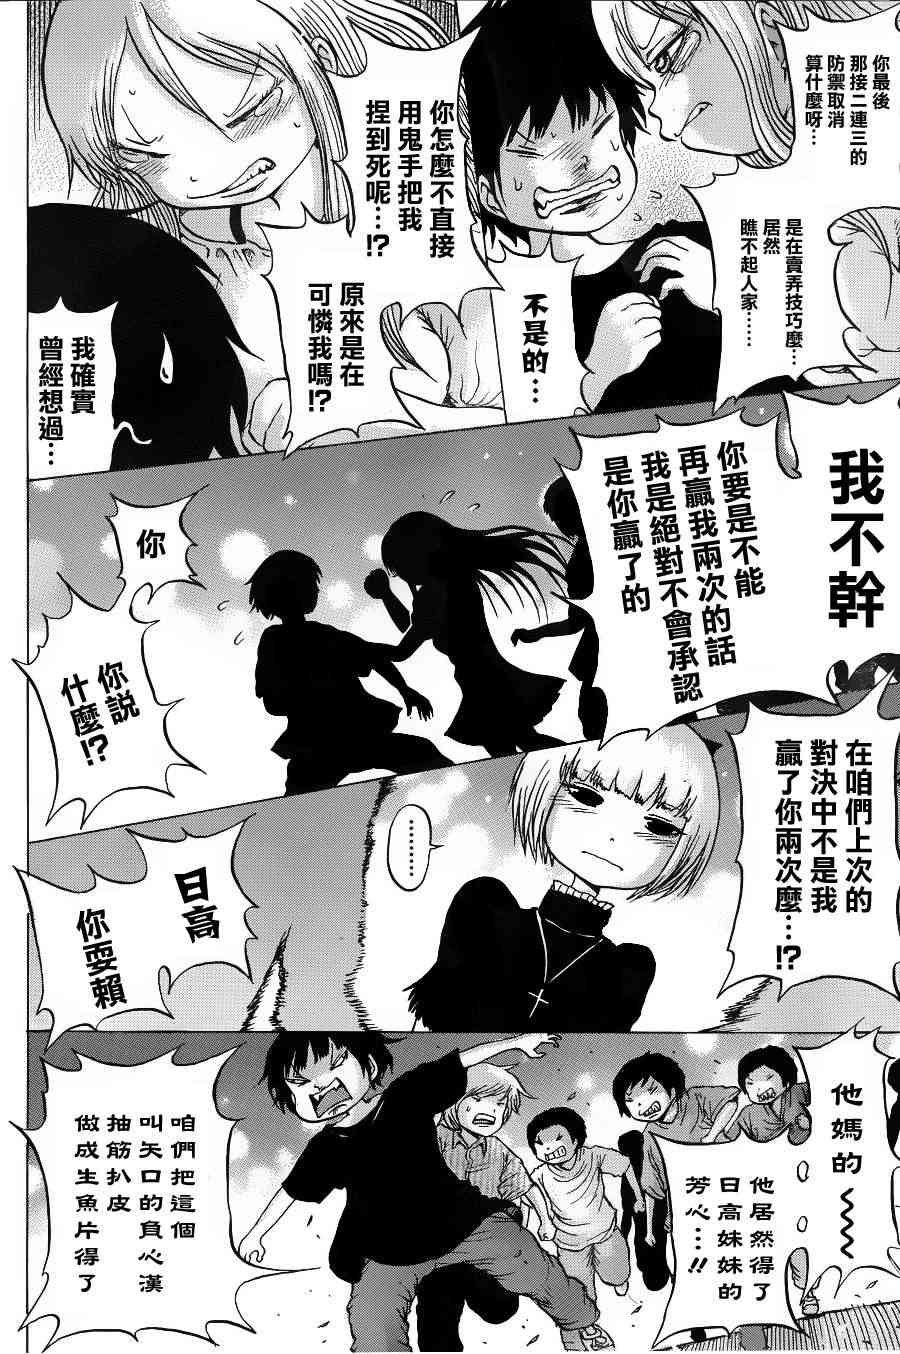 你最後
那接二連三的
防禦取消
算什麼呀…
是在賣弄技巧麼…
居然
瞧不起人家……
不是的…
你怎麼不直接
用鬼手把我
捏到死呢…!?
原來是在
可憐我嗎!?
我確實
曾經想過…
我不幹
你要是不能
再贏我兩次的話
我是絕對不會承認
是你贏了的
你
你說
什麼!?
在咱們上次的
對決中不是我
贏了你兩次麼…!?
………
日高
你耍賴
他媽的~~~
他居然得了
日高妹妹的
芳心…!!
咱們把這個
叫矢口的負心漢
抽筋扒皮
做成生魚片得了